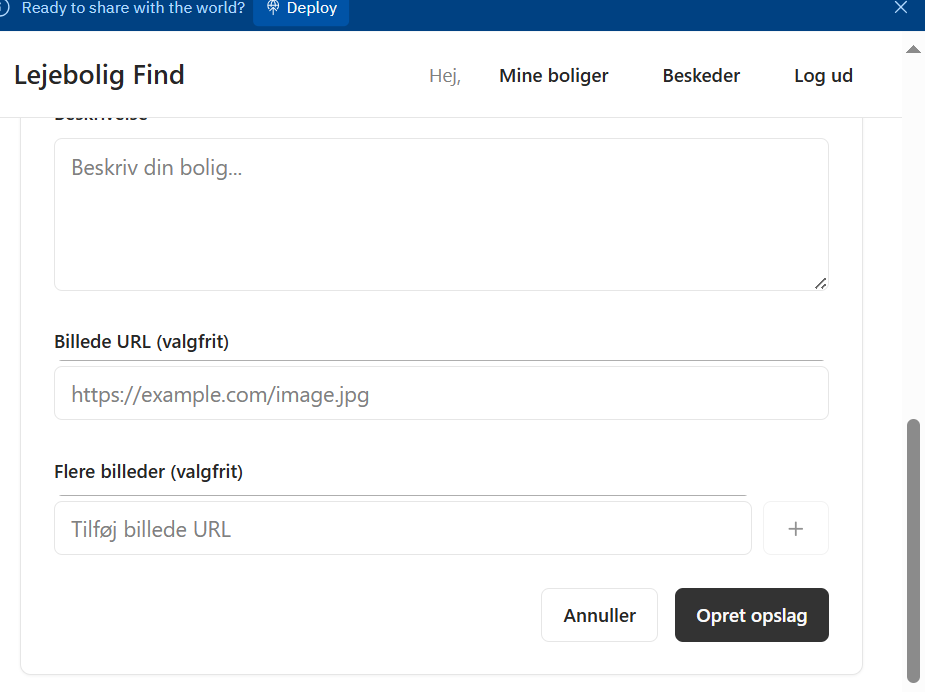 Ready to share with the world? Deploy
Lejebolig Find
Hej, Mine boliger Beskeder Log ud
Beskrivelse
Beskriv din bolig...
Billede URL (valgfrit)
https://example.com/image.jpg
Flere billeder (valgfrit)
Tilføj billede URL +
Annuller Opret opslag